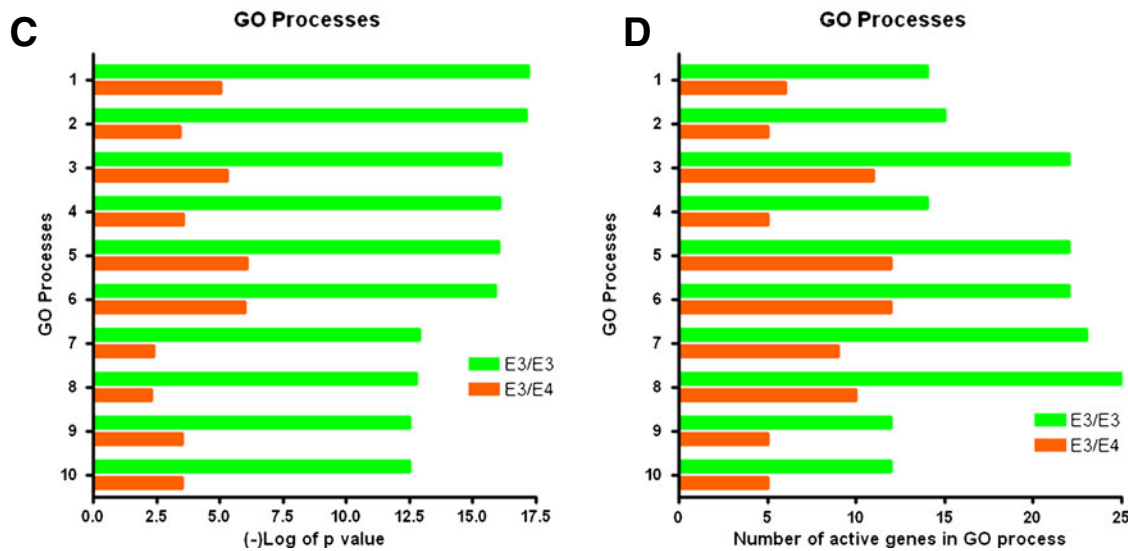 C
GO Processes
GO Processes
1
2
3
4
5
6
7
8
9
10
E3/E3
E3/E4
0.0 2.5 5.0 7.5 10.0 12.5 15.0 17.5
(-)Log of p value
D
GO Processes
GO Processes
1
2
3
4
5
6
7
8
9
10
E3/E3
E3/E4
0 5 10 15 20 25
Number of active genes in GO process